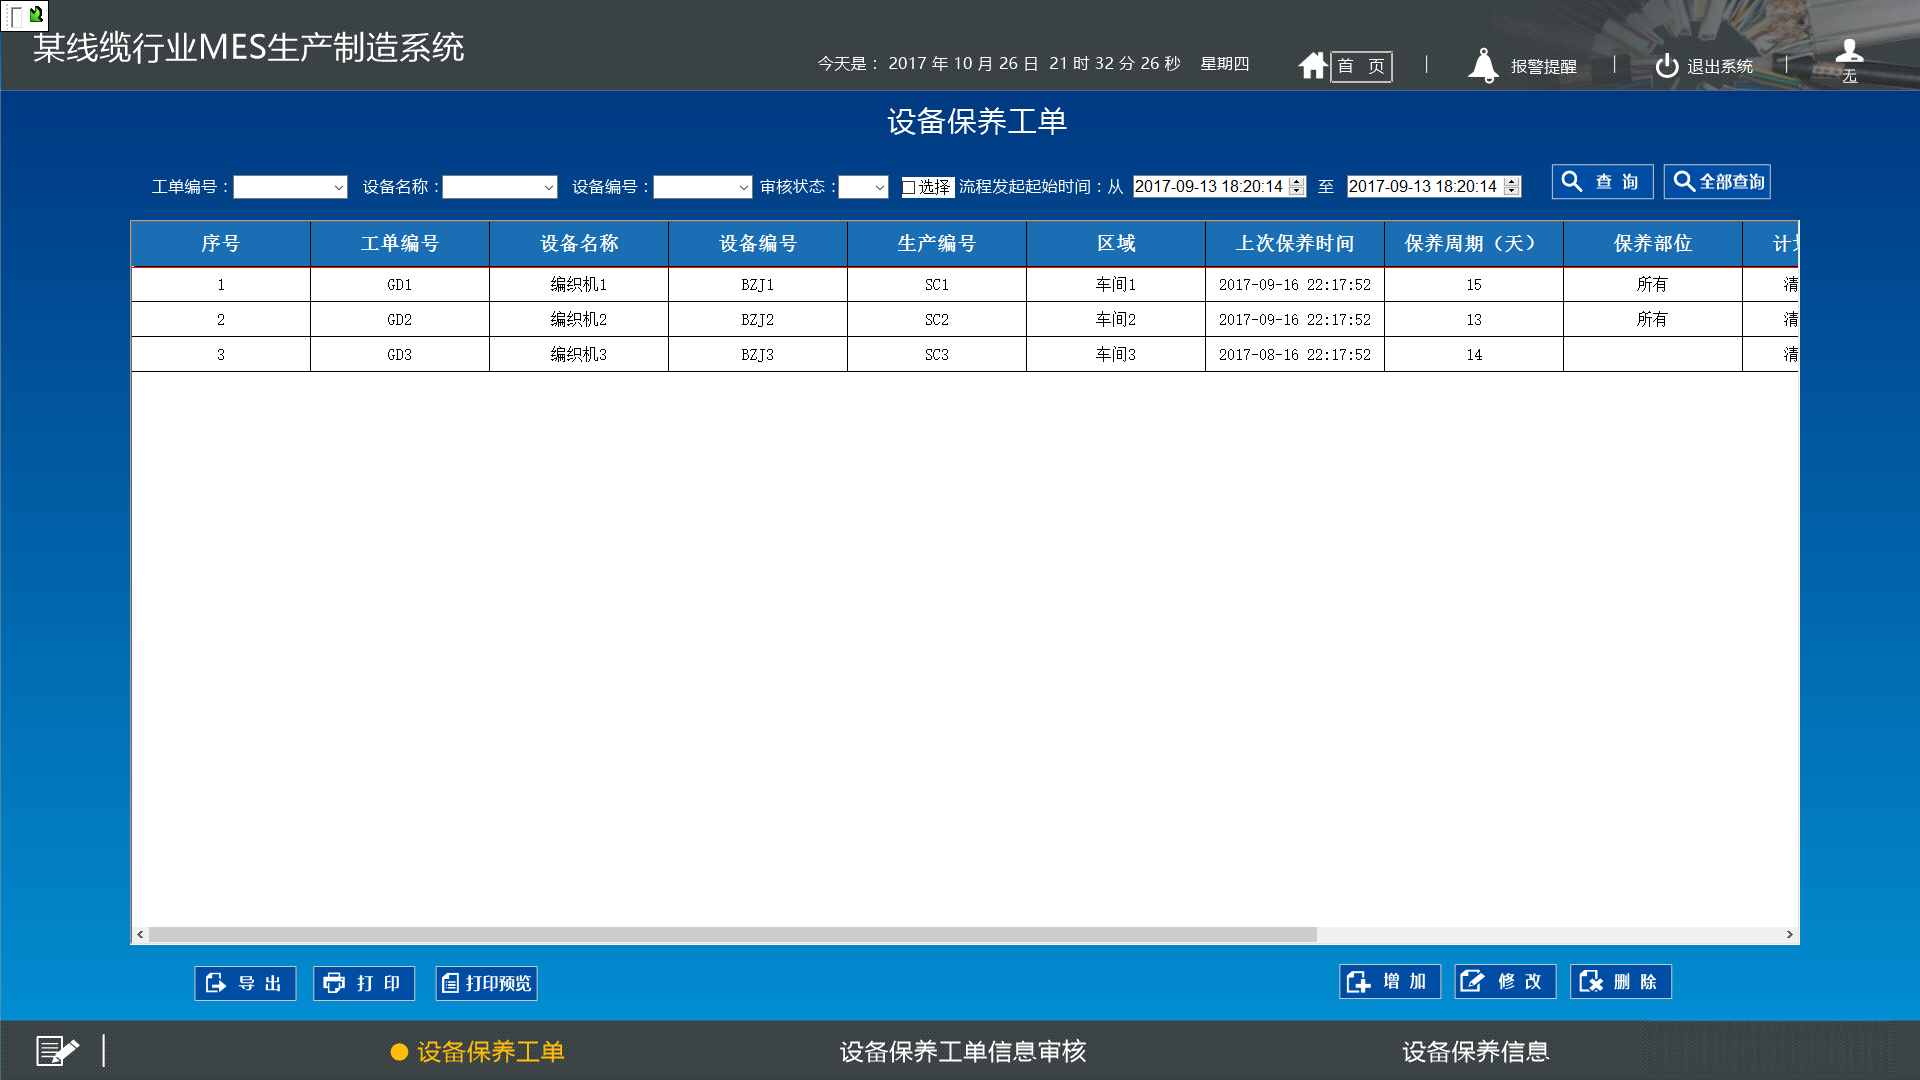 某线缆行业MES生产制造系统
今天是： 2017 年 10 月 26 日 21 时 32 分 26 秒 星期四
首 页 | 报警提醒 | 退出系统 | 无
设备保养工单
工单编号： 设备名称： 设备编号： 审核状态： 选择 流程发起起始时间：从 2017-09-13 18:20:14 至 2017-09-13 18:20:14 查 询 全部查询
序号 工单编号 设备名称 设备编号 生产编号 区域 上次保养时间 保养周期（天） 保养部位 计
1 GD1 编织机1 BZJ1 SC1 车间1 2017-09-16 22:17:52 15 所有 清
2 GD2 编织机2 BZJ2 SC2 车间2 2017-09-16 22:17:52 13 所有 清
3 GD3 编织机3 BZJ3 SC3 车间3 2017-08-16 22:17:52 14 清
导 出 打 印 打印预览 增 加 修 改 删 除
设备保养工单 设备保养工单信息审核 设备保养信息